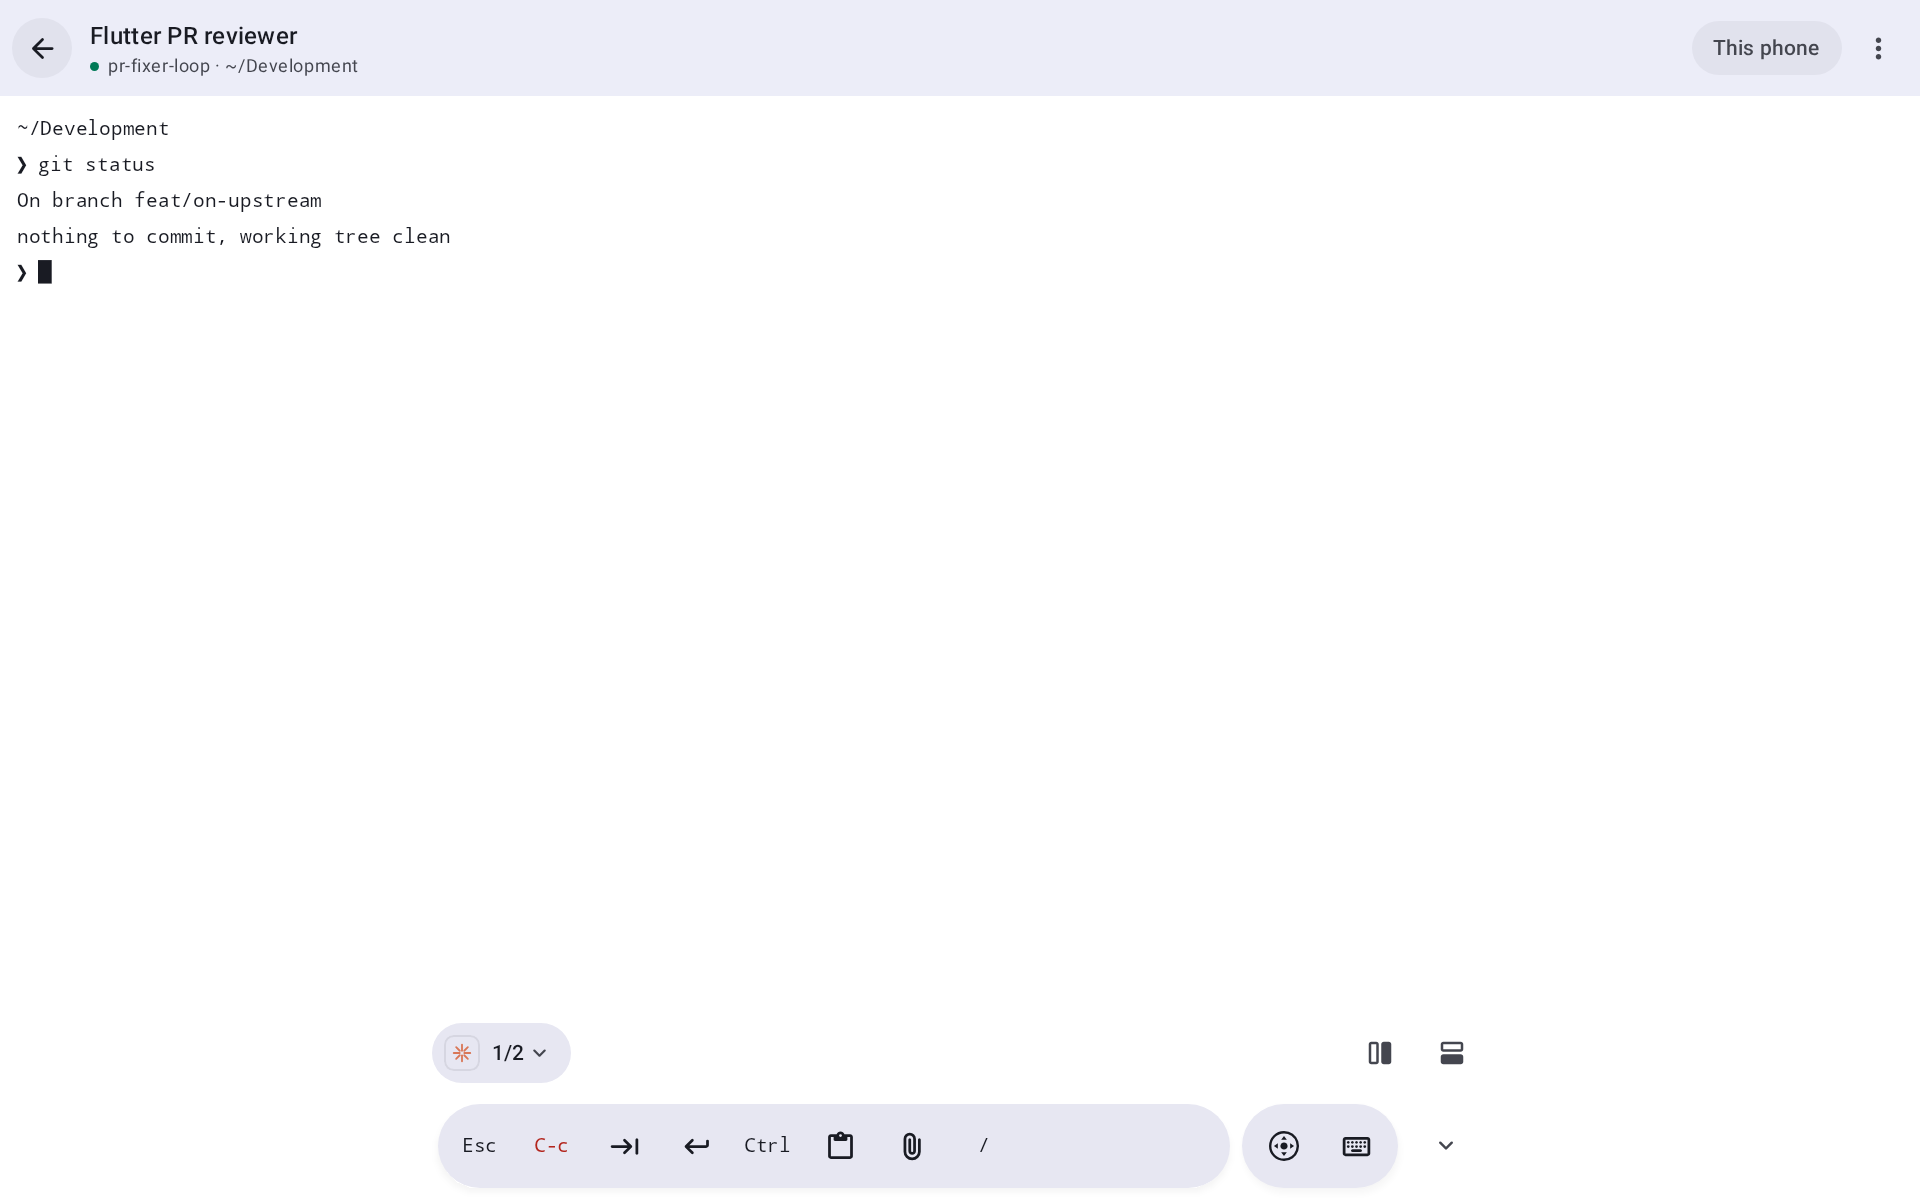 Flutter PR reviewer
pr-fixer-loop · ~/Development
This phone
~/Development
❯ git status
On branch feat/on-upstream
nothing to commit, working tree clean
❯
1/2
Esc C-c Ctrl /